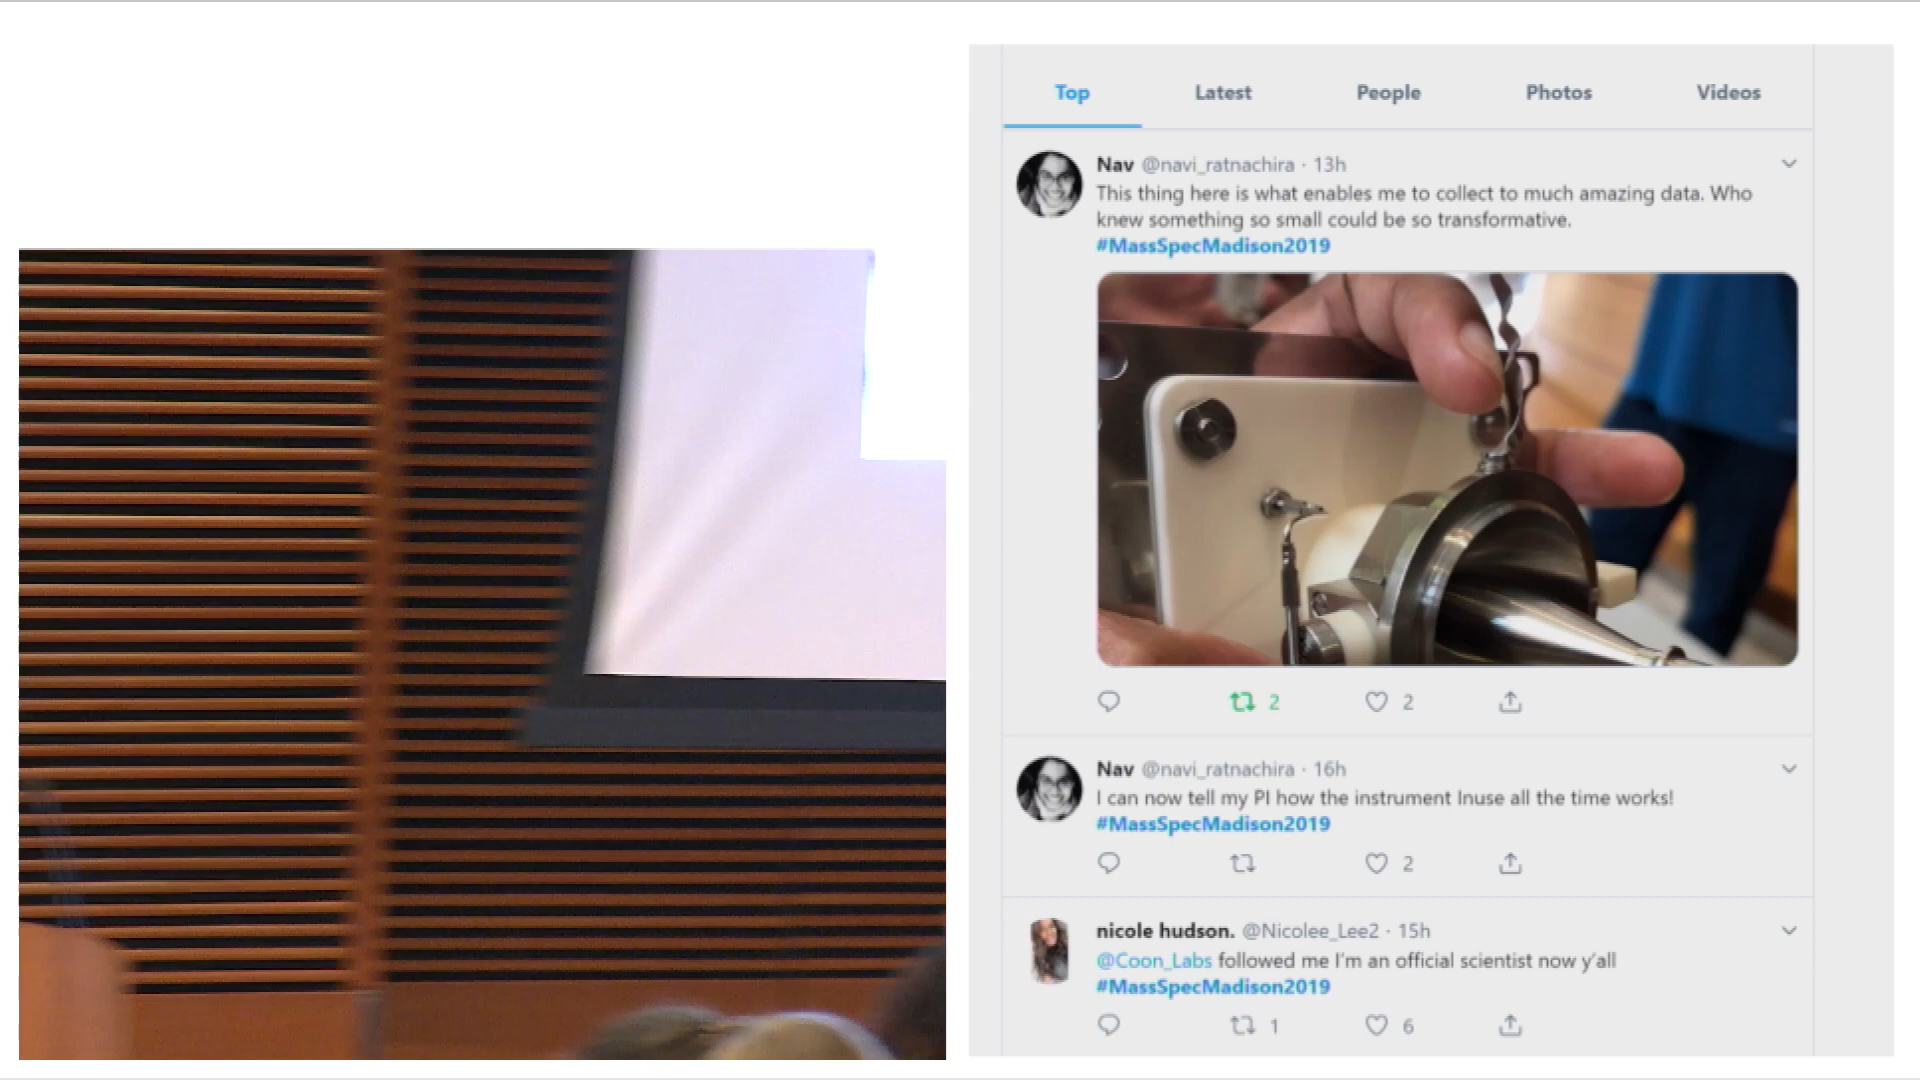 Top Latest People Photos Videos
Nav @navi_ratnachira · 13h
This thing here is what enables me to collect to much amazing data. Who
knew something so small could be so transformative.
#MassSpecMadison2019
2 2
Nav @navi_ratnachira · 16h
I can now tell my PI how the instrument Inuse all the time works!
#MassSpecMadison2019
2
nicole hudson. @Nicolee_Lee2 · 15h
@Coon_Labs followed me I'm an official scientist now y'all
#MassSpecMadison2019
1 6